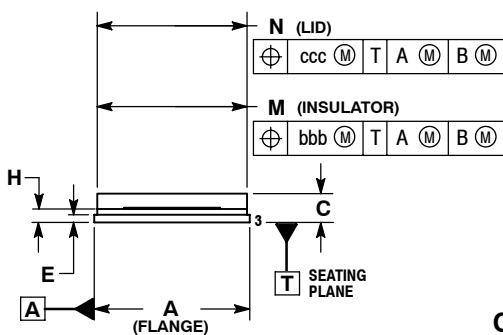 N (LID)
⌖ ccc Ⓜ T A Ⓜ B Ⓜ
M (INSULATOR)
⌖ bbb Ⓜ T A Ⓜ B Ⓜ
H
C
3
E
T SEATING
PLANE
A
A
(FLANGE)